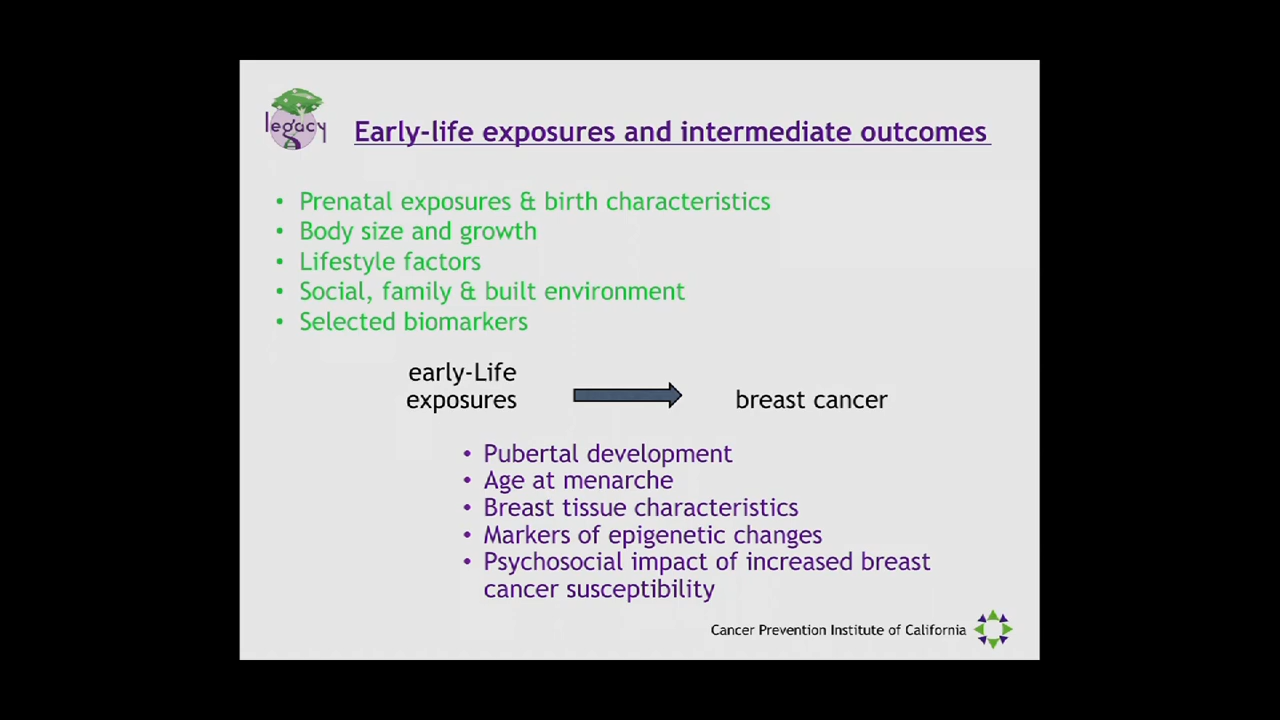 legacy
Early-life exposures and intermediate outcomes
• Prenatal exposures & birth characteristics
• Body size and growth
• Lifestyle factors
• Social, family & built environment
• Selected biomarkers
early-Life
exposures
breast cancer
• Pubertal development
• Age at menarche
• Breast tissue characteristics
• Markers of epigenetic changes
• Psychosocial impact of increased breast
cancer susceptibility
Cancer Prevention Institute of California